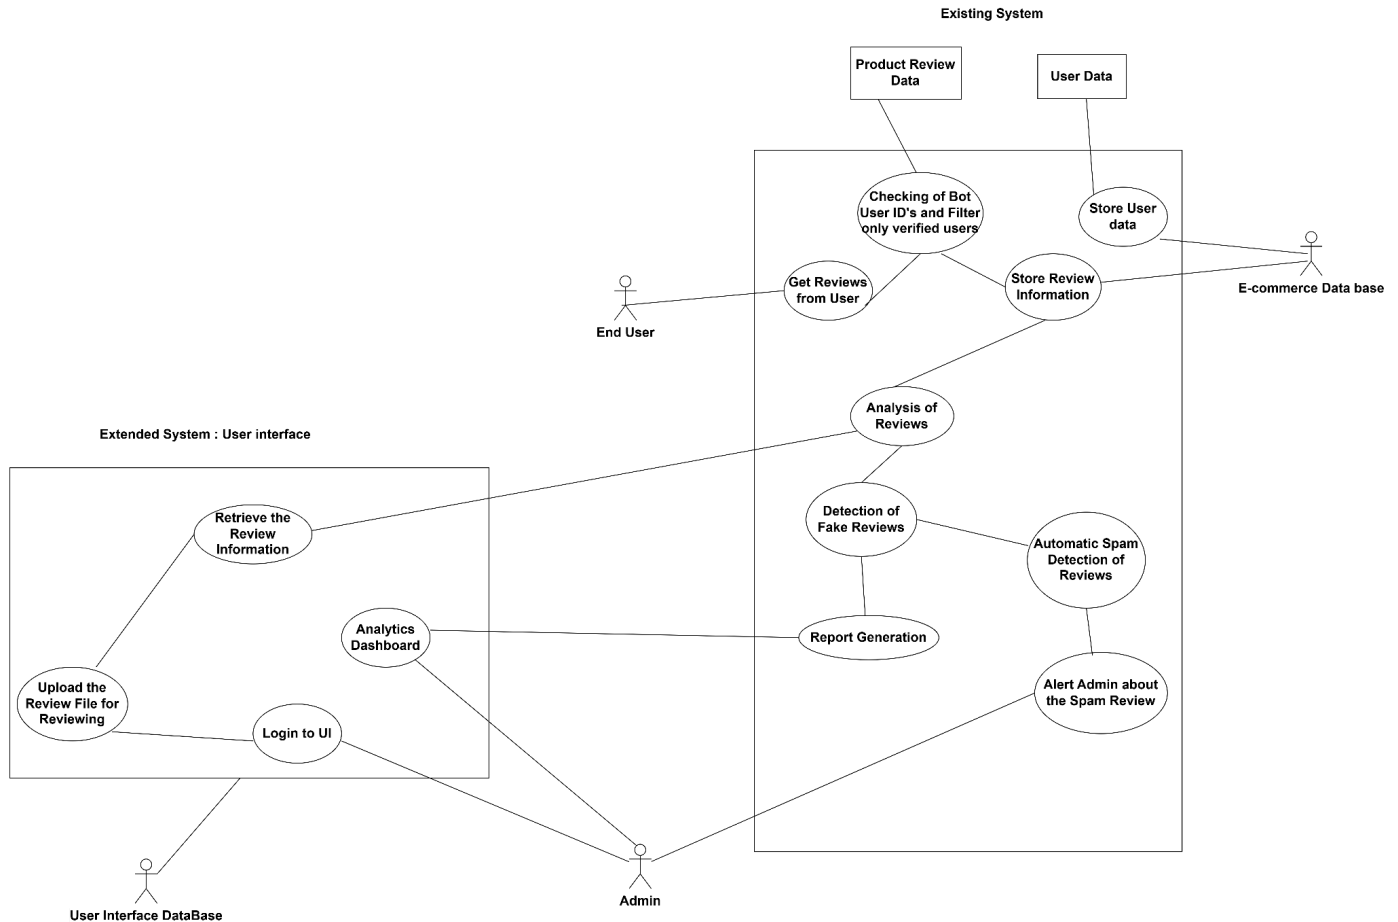 Existing System
Product Review
Data
User Data
Checking of Bot
User ID's and Filter
only verified users
Store User
data
Get Reviews
from User
Store Review
Information
E-commerce Data base
End User
Analysis of
Reviews
Extended System : User interface
Retrieve the
Review
Information
Detection of
Fake Reviews
Automatic Spam
Detection of
Reviews
Analytics
Dashboard
Report Generation
Upload the
Review File for
Reviewing
Login to UI
Alert Admin about
the Spam Review
Admin
User Interface DataBase